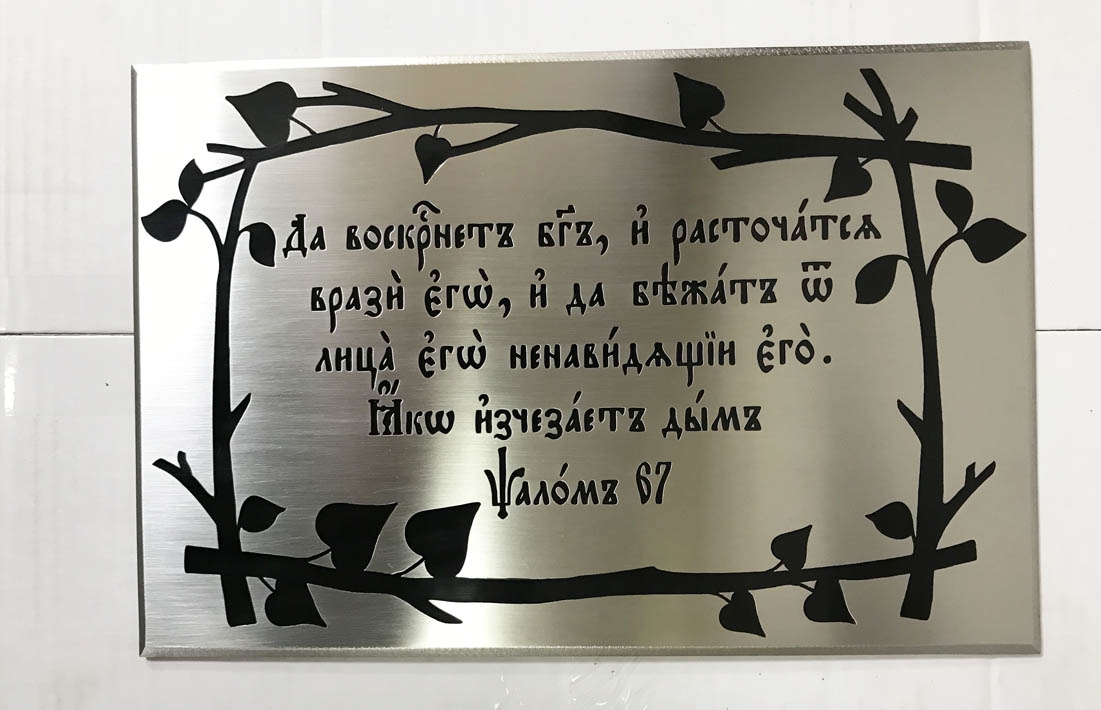 Да воскрⷭ҇нетъ бг҃ъ, и҆ расточа́тсѧ
врази̑ є҆гѡ̀, и҆ да бѣжа́тъ ѿ
лица̀ є҆гѡ̀ ненави́дѧщїи є҆го̀.
Ꙗ҆́кѡ и҆зчеза́етъ ды́мъ
Ѱало́мъ 67